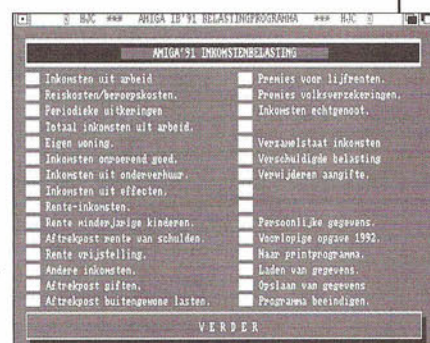 HJC *** AMIGA IB'91 BELASTINGPROGRAMMA *** HJC
AMIGA'91 INKOMSTENBELASTING
Inkomsten uit arbeid
Reiskosten/beroepskosten.
Periodieke uitkeringen
Totaal inkomsten uit arbeid.
Eigen woning.
Inkomsten onroerend goed.
Inkomsten uit onderverhuur.
Inkomsten uit effecten.
Rente-inkomsten.
Rente minderjarige kinderen.
Aftrekpost rente van schulden.
Rente vrijstelling.
Andere inkomsten.
Aftrekpost giften.
Aftrekpost buitengewone lasten.
Premies voor lijfrenten.
Premies volksverzekeringen.
Inkomsten echtgenoot.
Verzamelstaat inkomsten
Verschuldigde belasting
Verwijderen aangifte.
Persoonlijke gegevens.
Voorlopige opgave 1992.
Naar printprogramma.
Laden van gegevens.
Opslaan van gegevens
Programma beeindigen.
VERDER